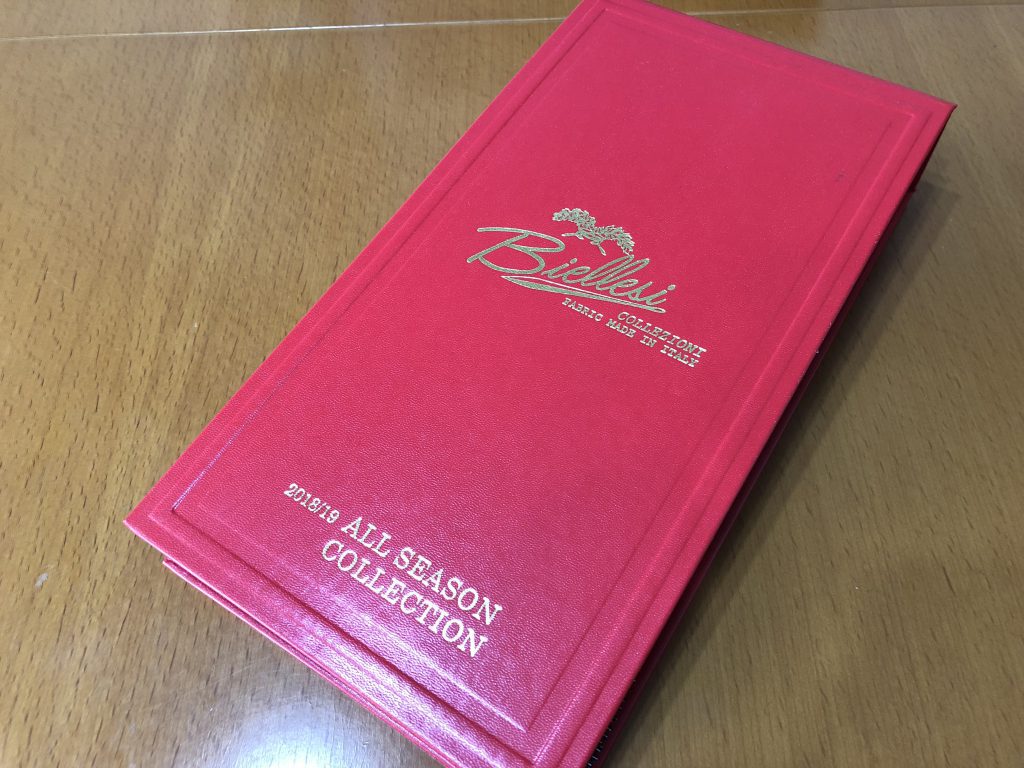 Biellesi
COLLEZIONI
FABRIC MADE IN ITALY
2018/19 ALL SEASON
COLLECTION